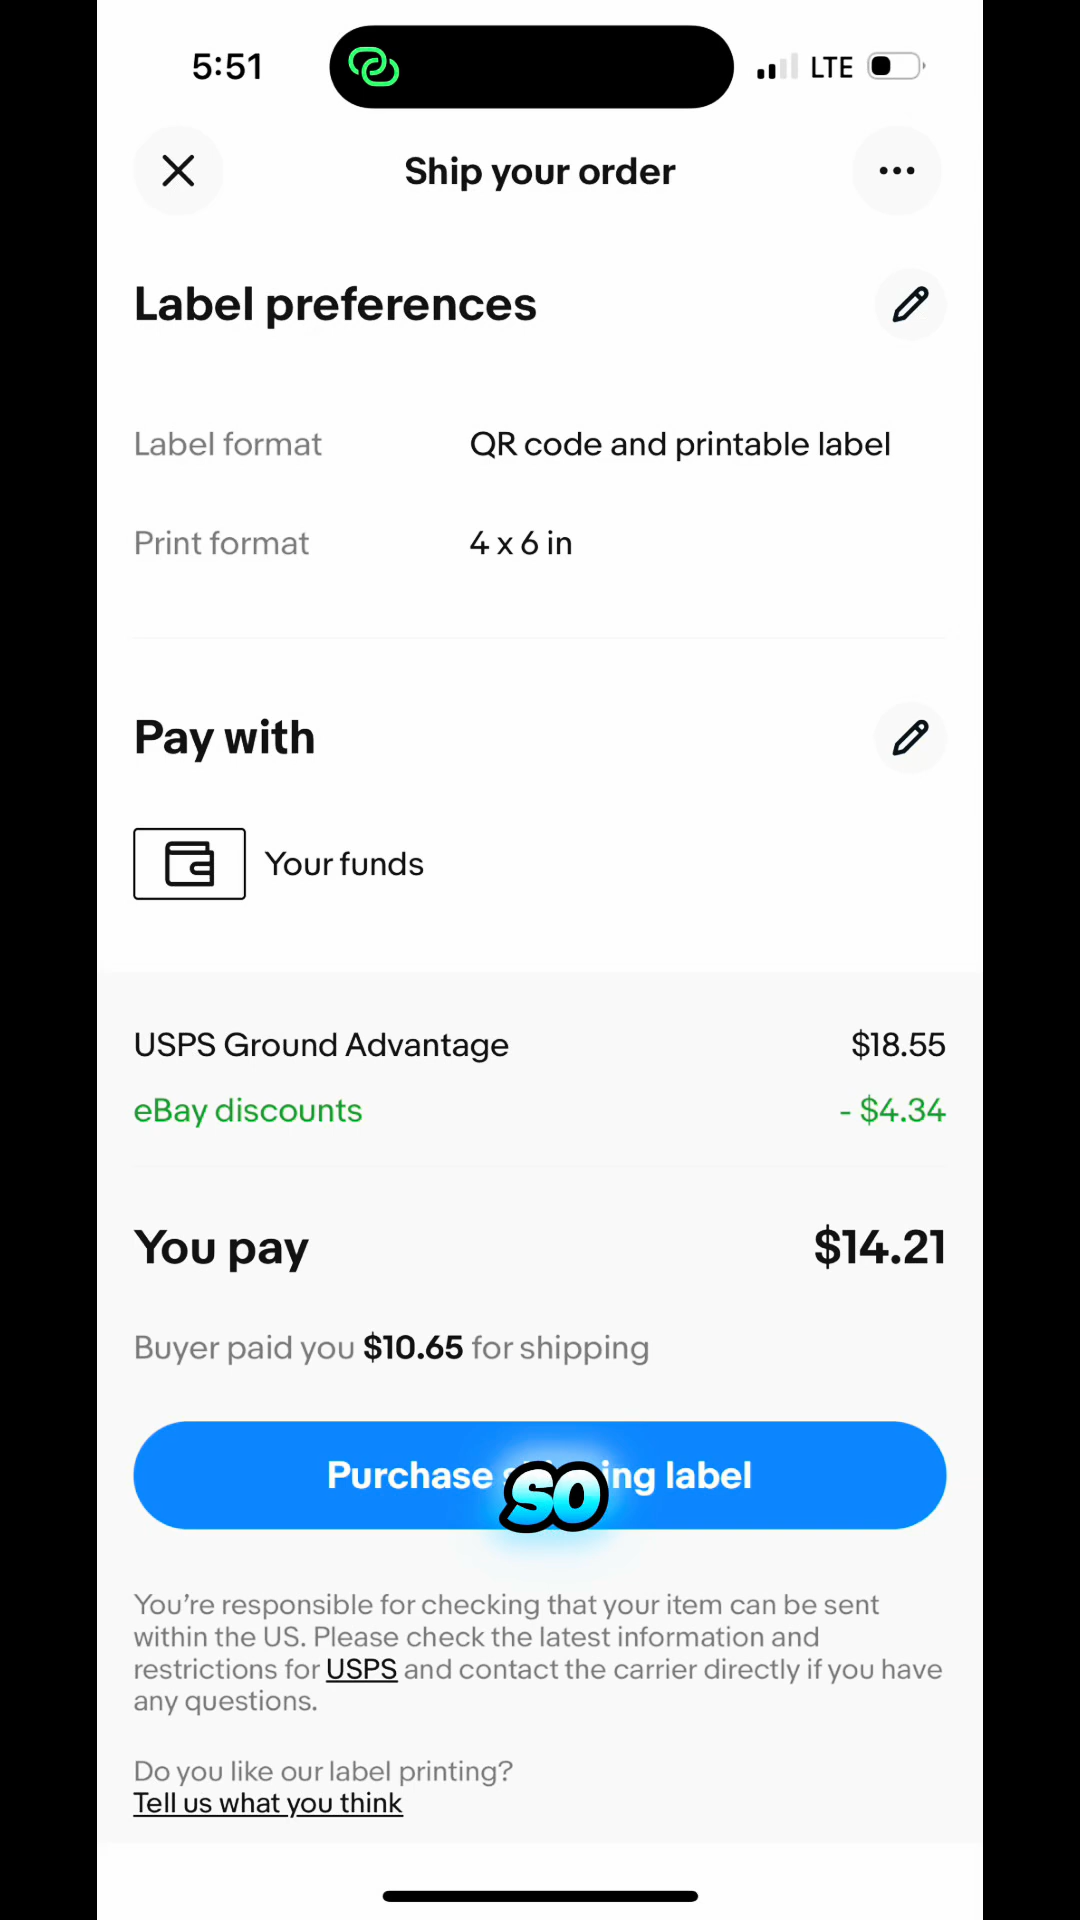 5:51
LTE
Ship your order
Label preferences
Label format QR code and printable label
Print format 4 x 6 in
Pay with
Your funds
USPS Ground Advantage $18.55
eBay discounts - $4.34
You pay $14.21
Buyer paid you $10.65 for shipping
Purchase ing label
SO
You're responsible for checking that your item can be sent
within the US. Please check the latest information and
restrictions for USPS and contact the carrier directly if you have
any questions.
Do you like our label printing?
Tell us what you think